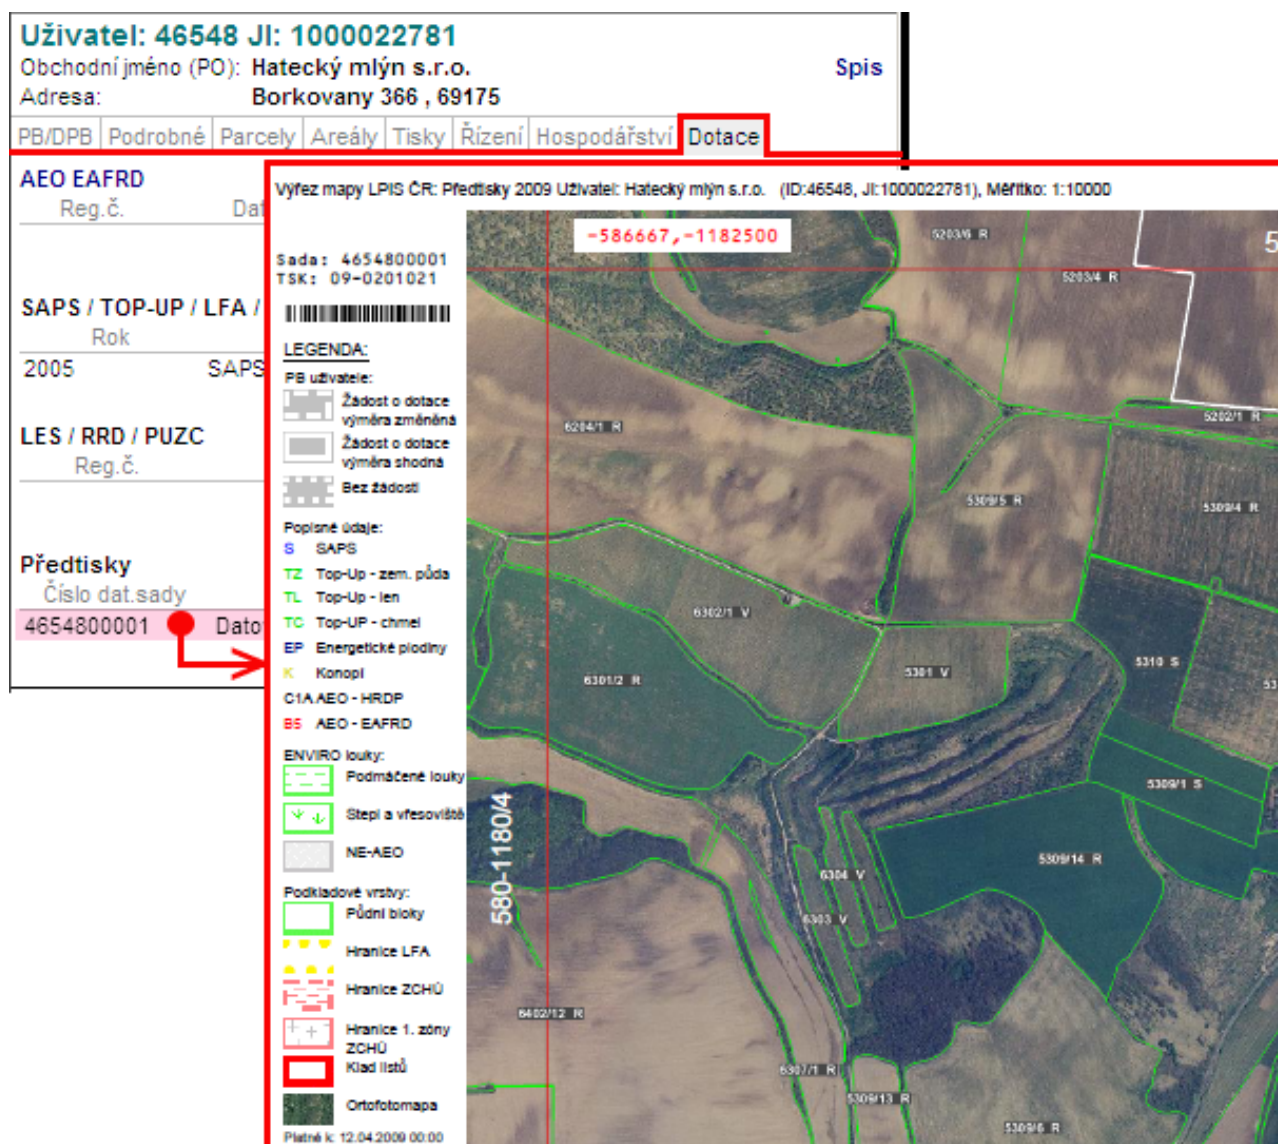 Uživatel: 46548 JI: 1000022781
Obchodní jméno (PO): Hatecký mlýn s.r.o.
Spis
Adresa: Borkovany 366 , 69175
PB/DPB Podrobné Parcely Areály Tisky Řízení Hospodářství Dotace
AEO EAFRD
Reg.č. Dat
SAPS / TOP-UP / LFA /
Rok
2005 SAPS
LES / RRD / PUZC
Reg.č.
Předtisky
Číslo dat.sady
4654800001 Dato
Výřez mapy LPIS ČR: Předtisky 2009 Uživatel: Hatecký mlýn s.r.o. (ID:46548, JI:1000022781), Měřítko: 1:10000
Sada: 4654800001
TSK: 09-0201021
LEGENDA:
PB uživatele:
Žádost o dotace
výměra změněná
Žádost o dotace
výměra shodná
Bez žádosti
Popisné údaje:
S SAPS
TZ Top-Up - zem. půda
TL Top-Up - len
TC Top-UP - chmel
EP Energetické plodiny
K Konopí
C1A AEO - HRDP
B5 AEO - EAFRD
ENVIRO louky:
Podmáčené louky
Stepi a vřesoviště
NE-AEO
Podkladové vrstvy:
Půdní bloky
Hranice LFA
Hranice ZCHÚ
Hranice 1. zóny
ZCHÚ
Klad listů
Ortofotomapa
Platné k: 12.04.2009 00:00
-586667,-1182500
5203/6 R
5
5203/4 R
5202/1 R
6204/1 R
5309/5 R
5309/4 R
6302/1 V
5301 V
5310 S
6301/2 R
53
5309/1 S
580-1180/4
5309/14 R
6304 V
6303 V
6402/12 R
6307/1 R
5309/13 R
5309/6 R